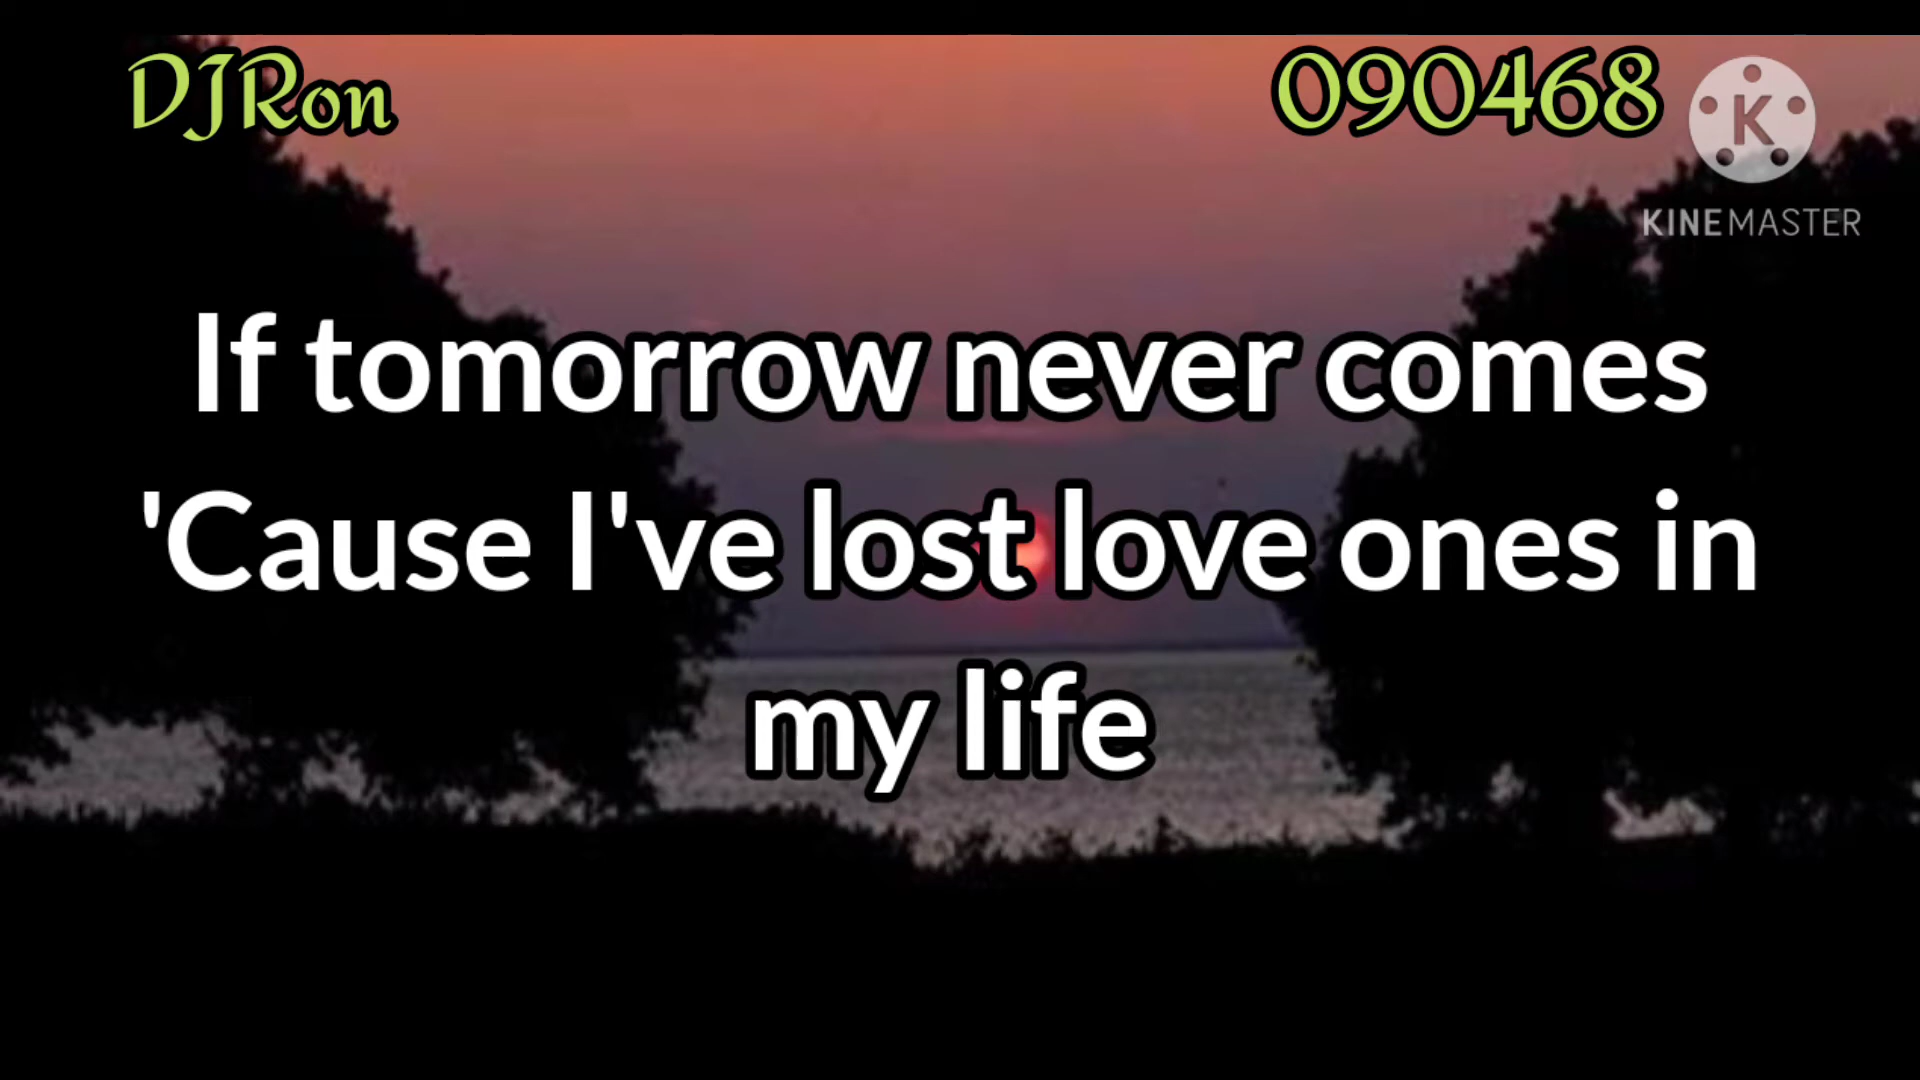 DJRon
090468
K
KINEMASTER
If tomorrow never comes
'Cause I've lost love ones in
my life